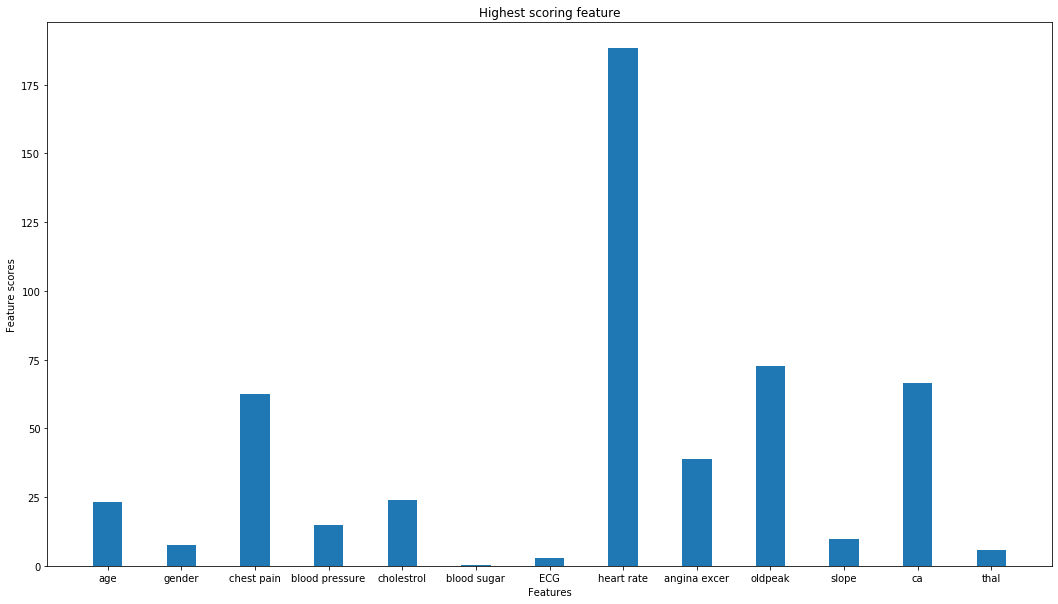 Highest scoring feature
Feature scores
175
150
125
100
75
50
25
0
age gender chest pain blood pressure cholestrol blood sugar ECG heart rate angina excer oldpeak slope ca thal
Features